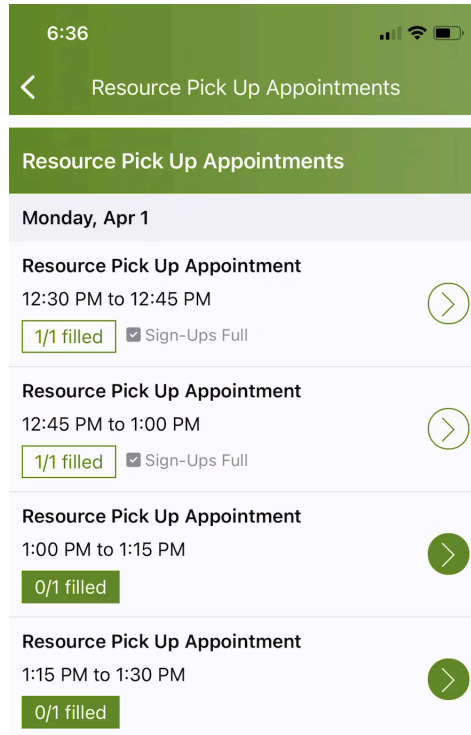 6:36
Resource Pick Up Appointments
Resource Pick Up Appointments
Monday, Apr 1
Resource Pick Up Appointment
12:30 PM to 12:45 PM
1/1 filled Sign-Ups Full
Resource Pick Up Appointment
12:45 PM to 1:00 PM
1/1 filled Sign-Ups Full
Resource Pick Up Appointment
1:00 PM to 1:15 PM
0/1 filled
Resource Pick Up Appointment
1:15 PM to 1:30 PM
0/1 filled